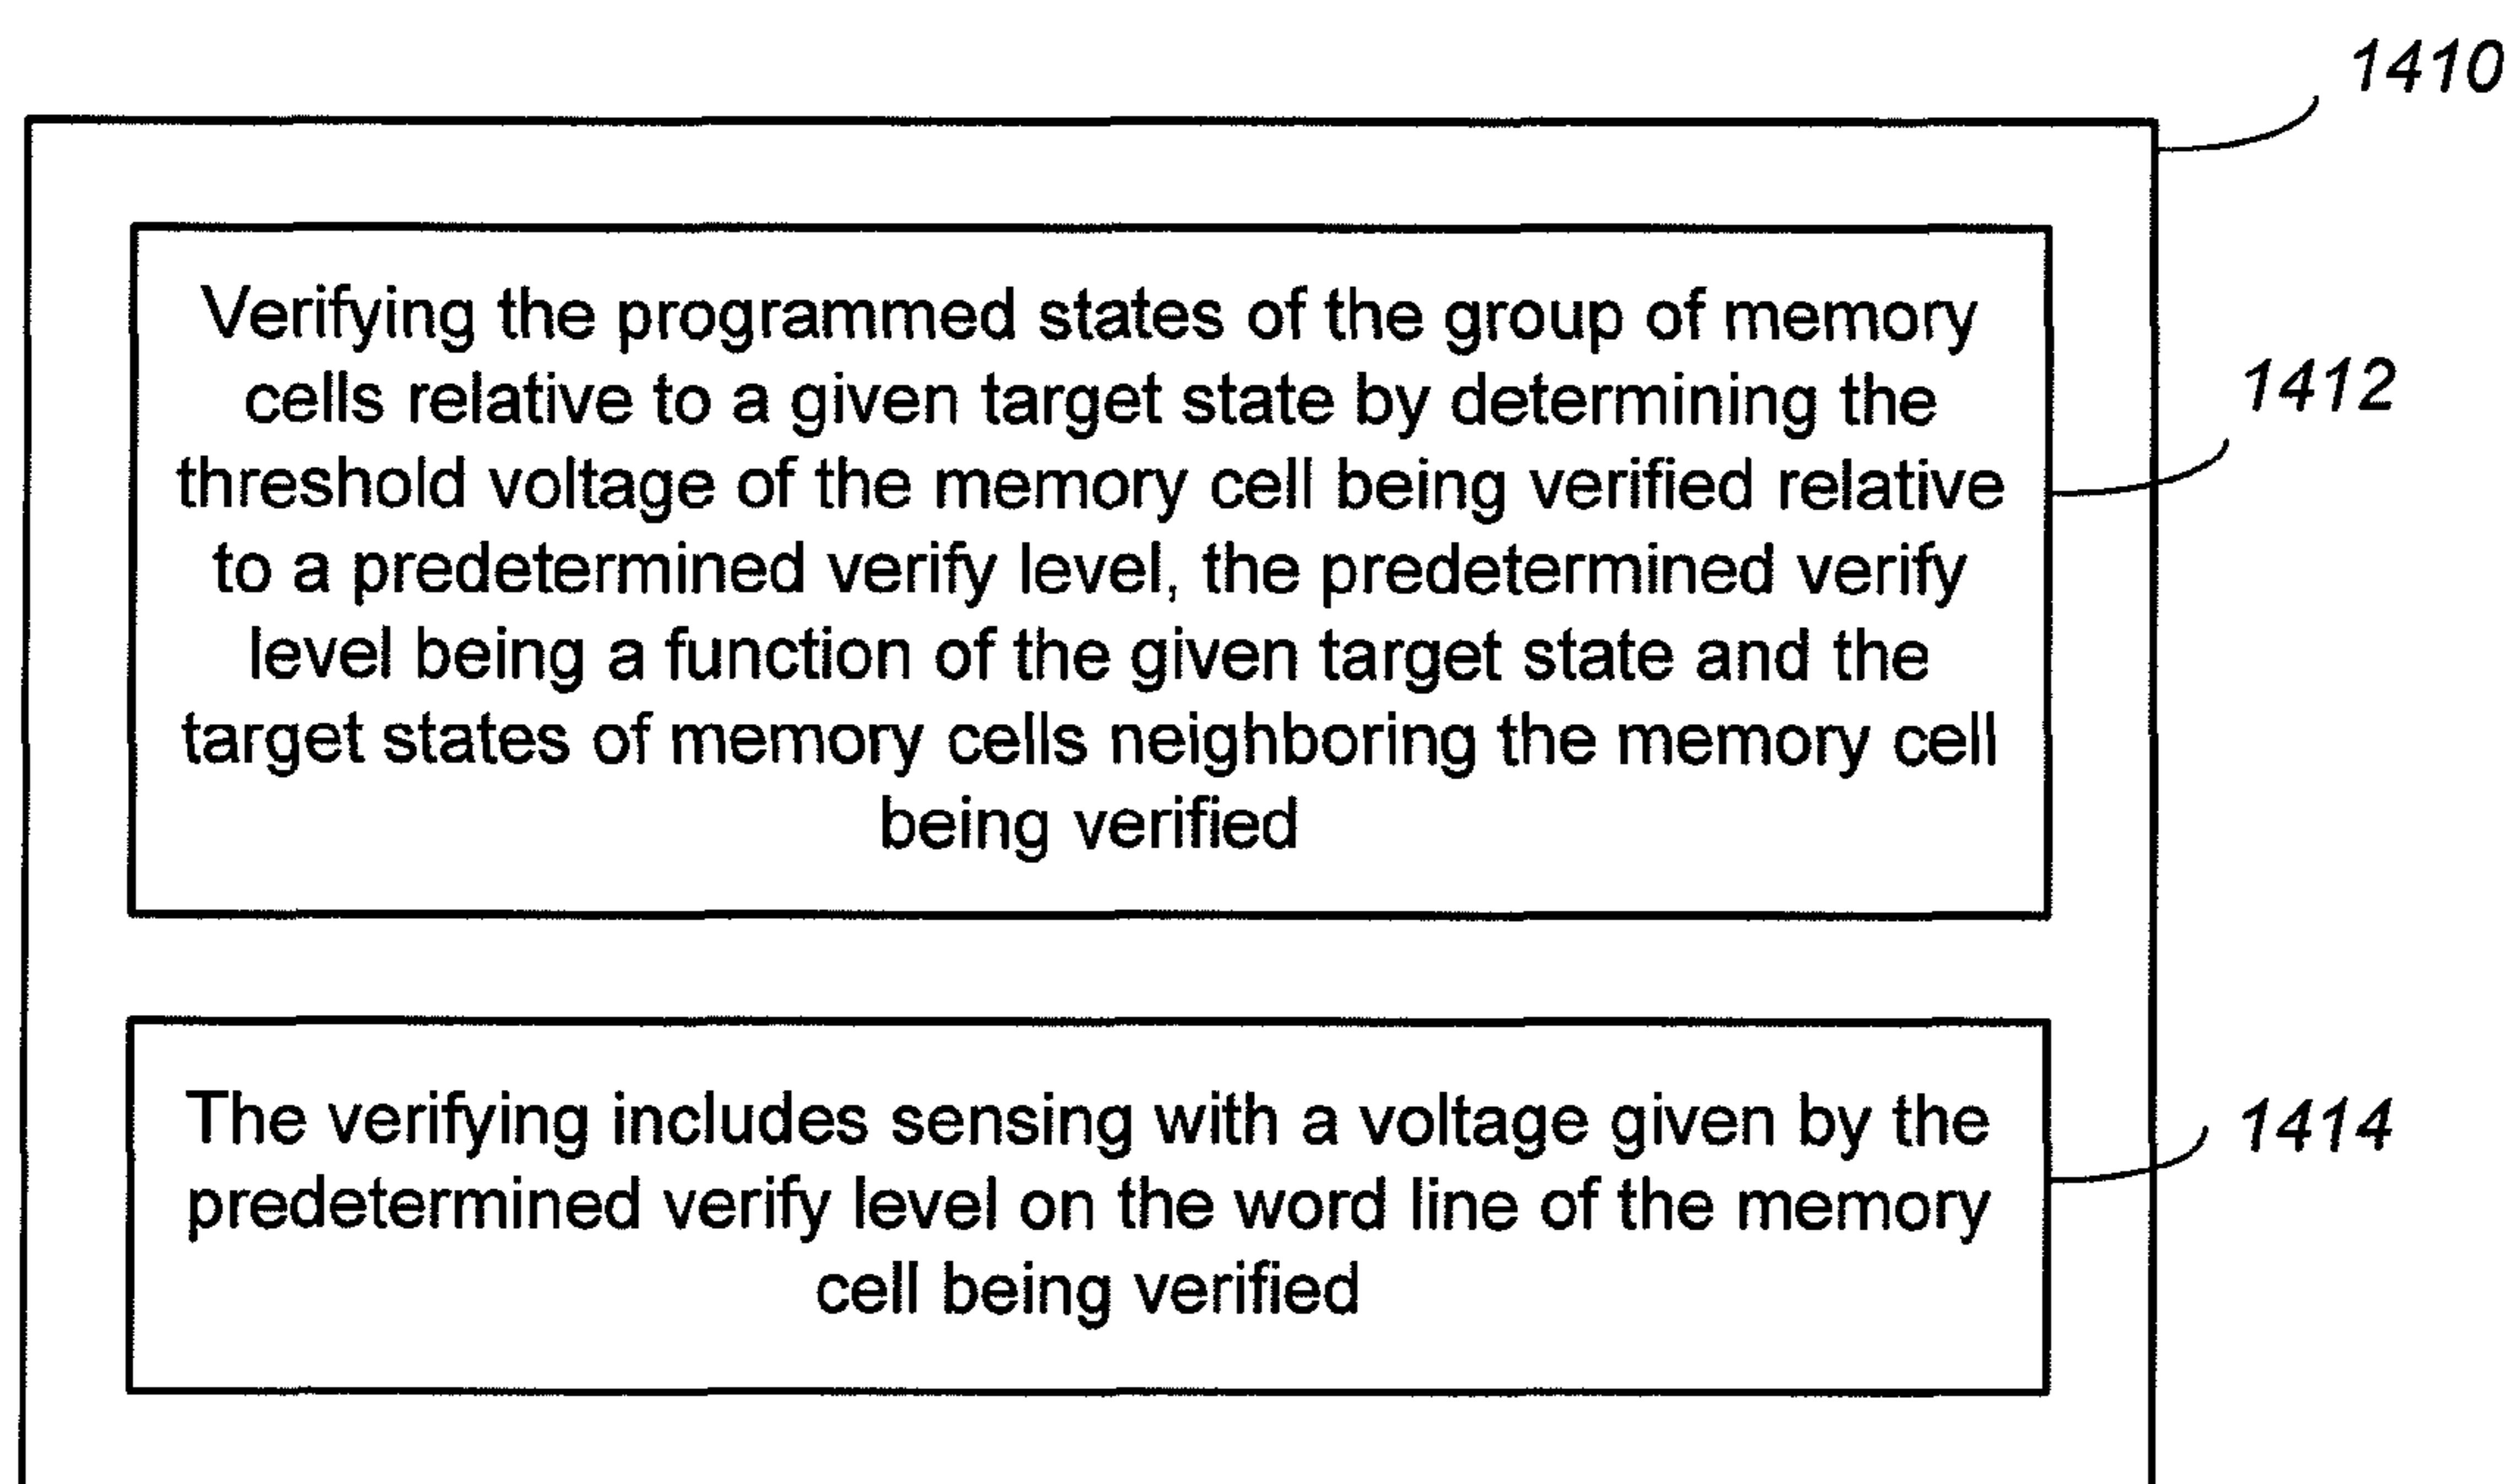 1410
Verifying the programmed states of the group of memory
cells relative to a given target state by determining the
threshold voltage of the memory cell being verified relative
to a predetermined verify level, the predetermined verify
level being a function of the given target state and the
target states of memory cells neighboring the memory cell
being verified
1412
The verifying includes sensing with a voltage given by the
predetermined verify level on the word line of the memory
cell being verified
1414